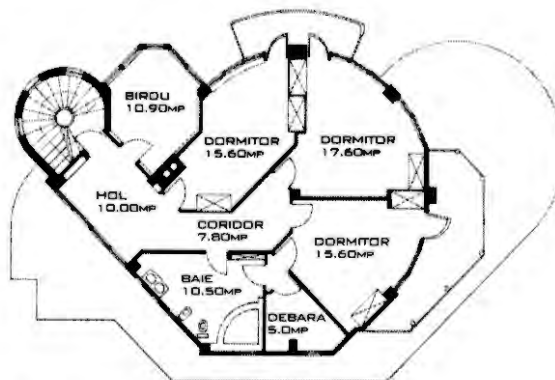 BIROU
10.90MP
DORMITOR
15.60MP
DORMITOR
17.60MP
HOL
10.00MP
CORIDOR
7.80MP
DORMITOR
15.60MP
BAIE
10.50MP
DEBARA
5.0MP